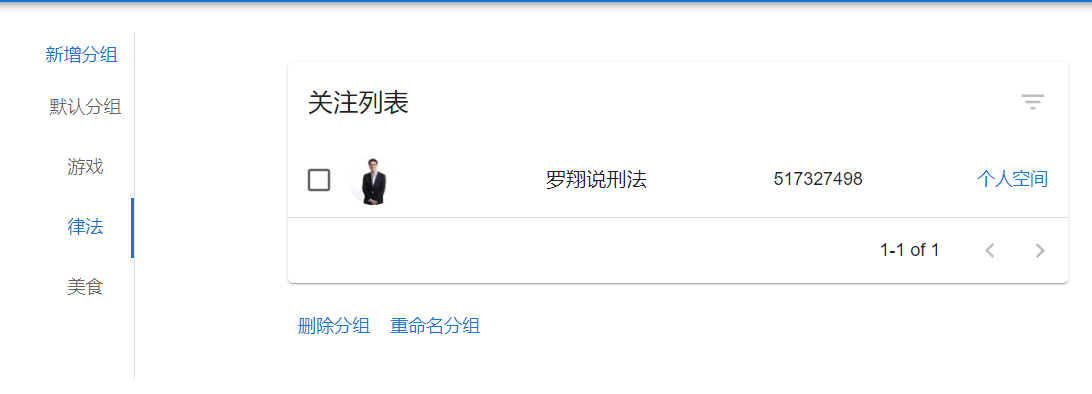 新增分组
默认分组
游戏
律法
美食
关注列表
罗翔说刑法 517327498 个人空间
1-1 of 1
删除分组 重命名分组